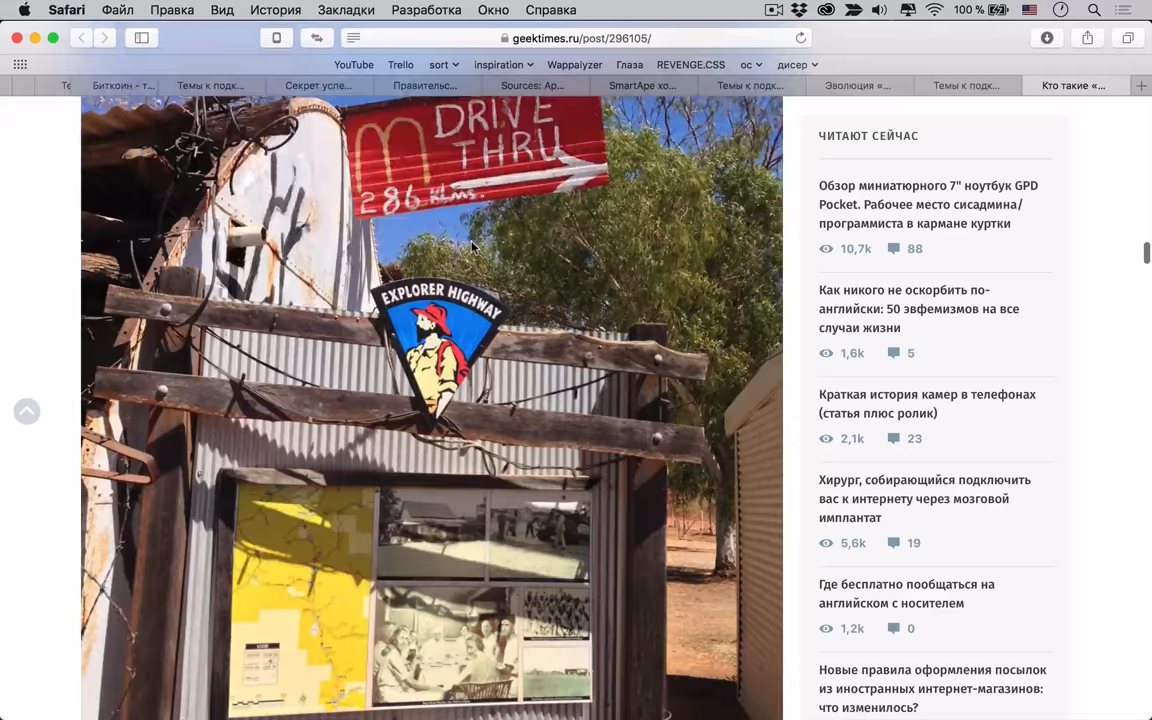 Safari Файл Правка Вид История Закладки Разработка Окно Справка 100 %
geektimes.ru/post/296105/
YouTube Trello sort inspiration Wappalyzer Глаза REVENGE.CSS ос дисер
Те Биткоин - т... Темы к подк... Секрет успе... Правительс... Sources: Ap... SmartApe хо... Темы к подк... Эволюция «... Темы к подк... Кто такие «...
DRIVE
THRU
286 Klms.
EXPLORER HIGHWAY
ЧИТАЮТ СЕЙЧАС
Обзор миниатюрного 7" ноутбук GPD
Pocket. Рабочее место сисадмина/
программиста в кармане куртки
10,7k 88
Как никого не оскорбить по-
английски: 50 эвфемизмов на все
случаи жизни
1,6k 5
Краткая история камер в телефонах
(статья плюс ролик)
2,1k 23
Хирург, собирающийся подключить
вас к интернету через мозговой
имплантат
5,6k 19
Где бесплатно пообщаться на
английском с носителем
1,2k 0
Новые правила оформления посылок
из иностранных интернет-магазинов:
что изменилось?